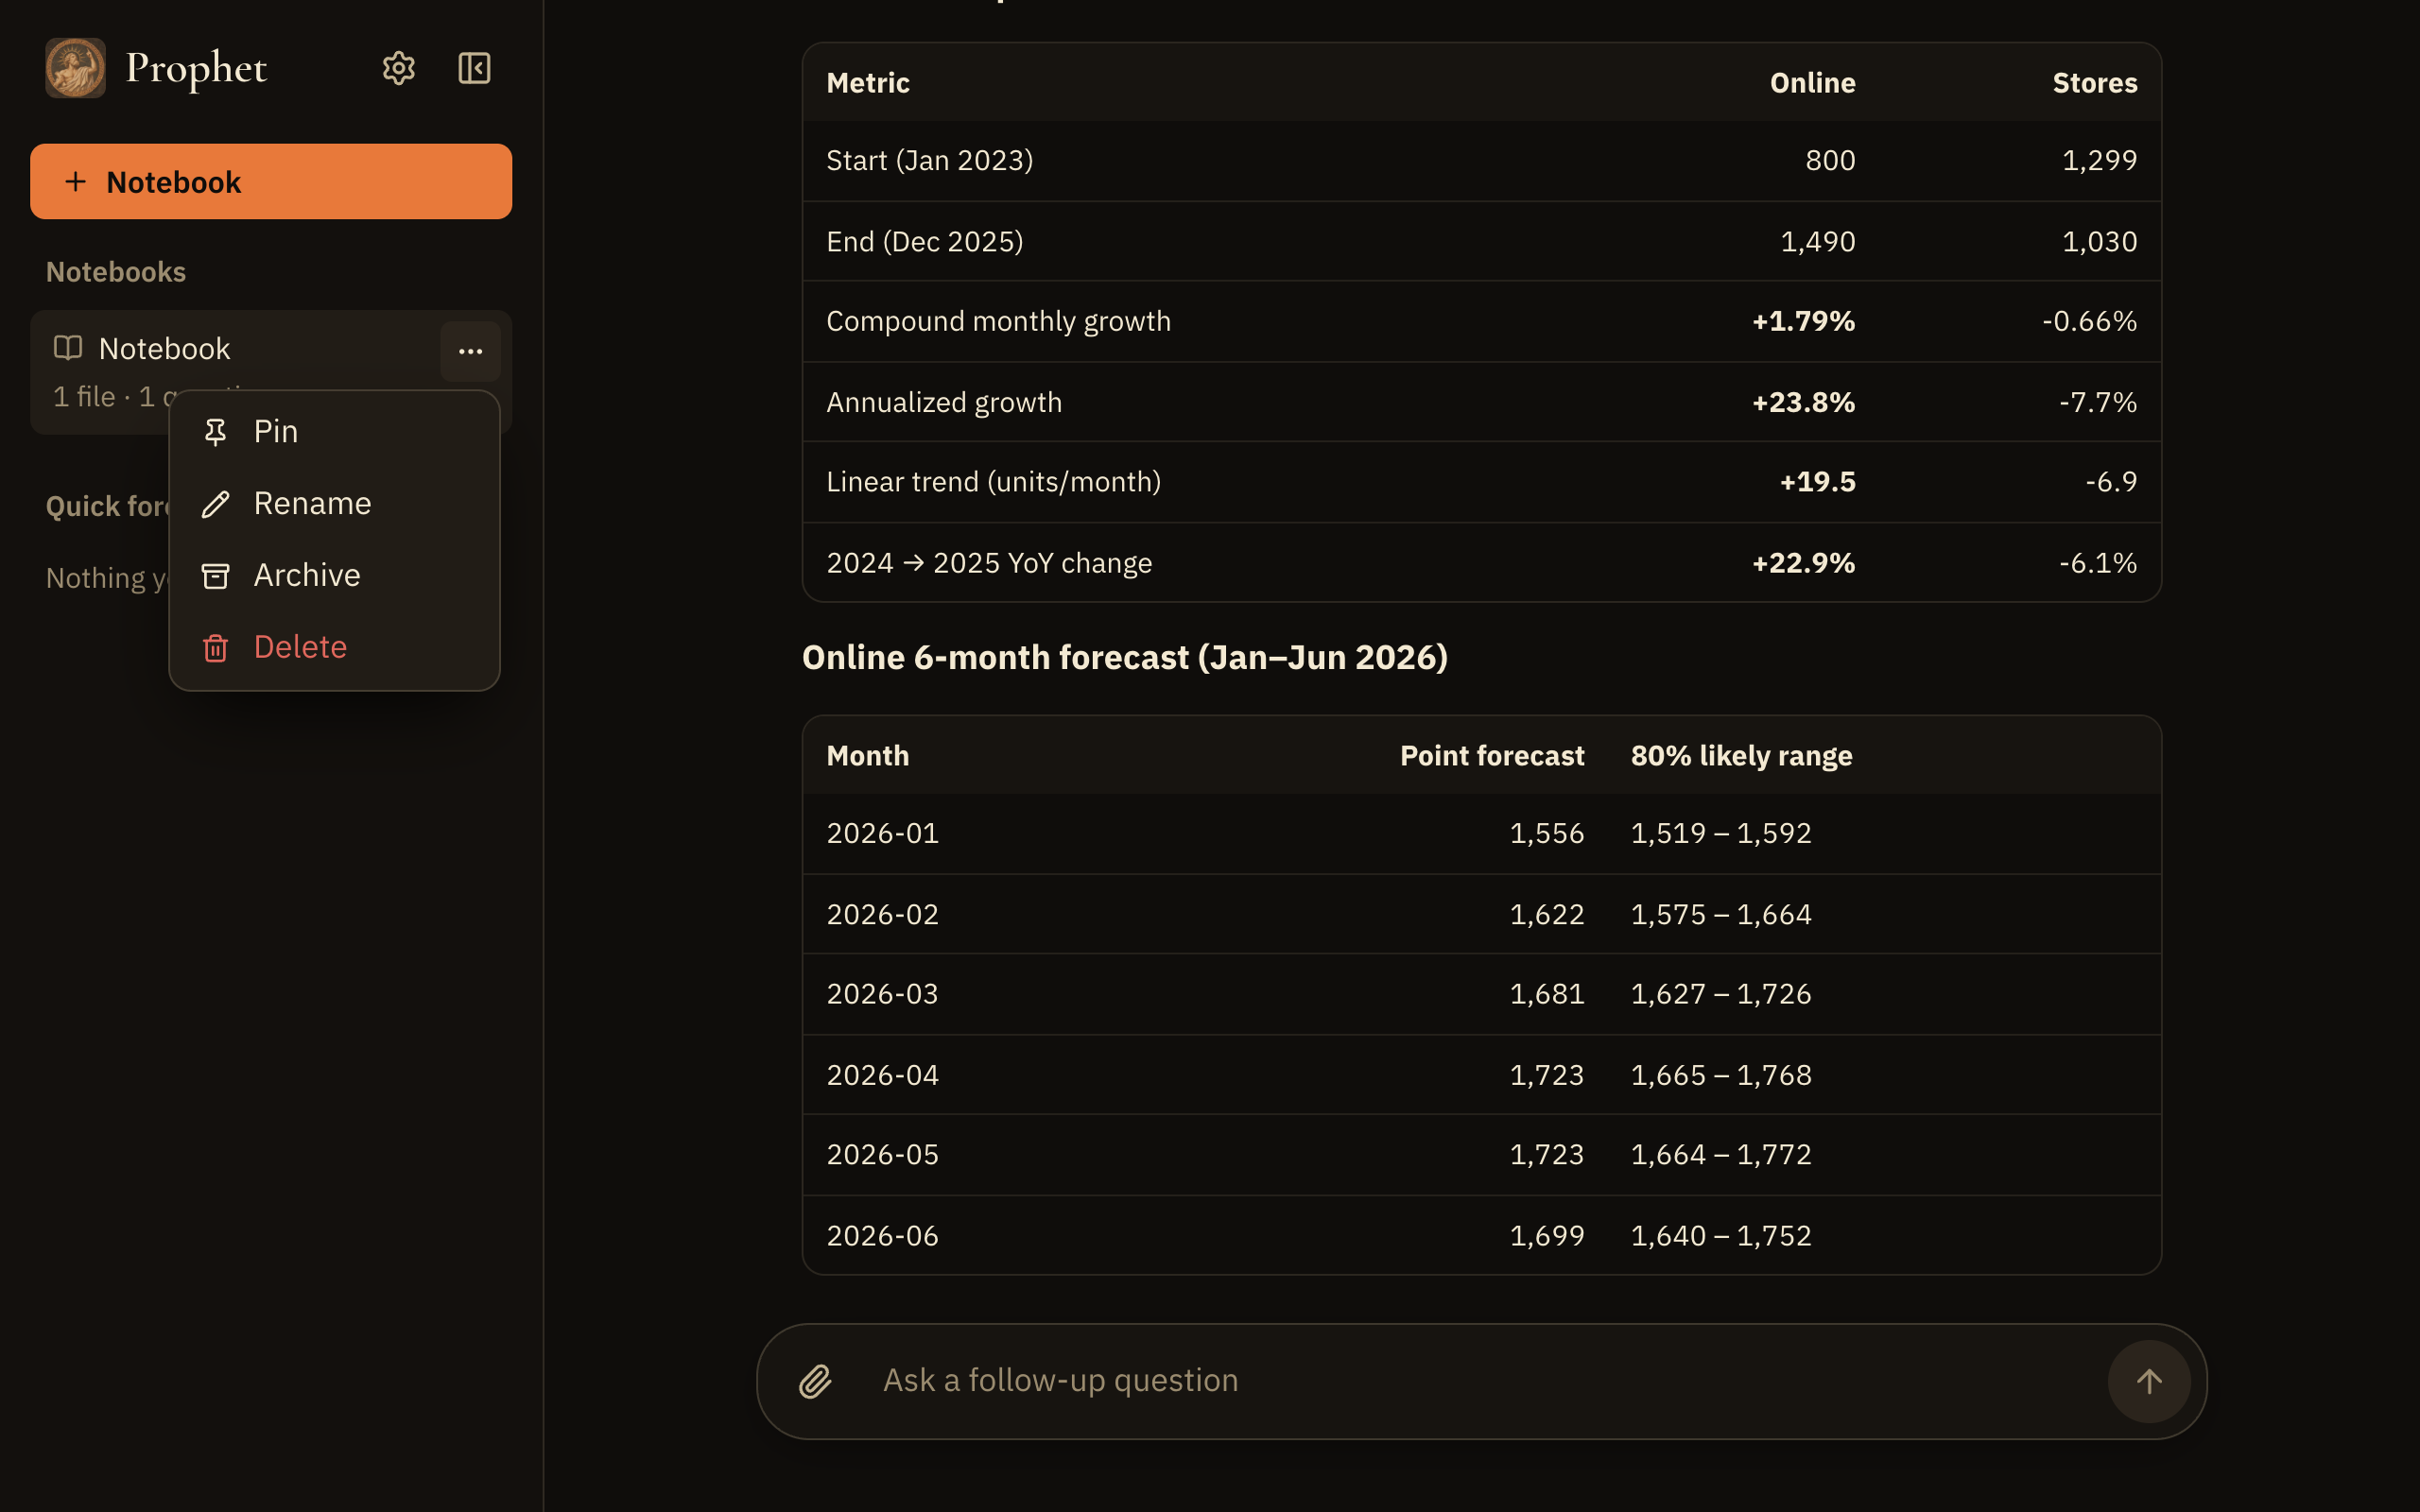 Prophet
+ Notebook
Notebooks
Notebook
1 file · 1
Pin
Rename
Archive
Delete
Quick
Nothing
Metric Online Stores
Start (Jan 2023) 800 1,299
End (Dec 2025) 1,490 1,030
Compound monthly growth +1.79% -0.66%
Annualized growth +23.8% -7.7%
Linear trend (units/month) +19.5 -6.9
2024 → 2025 YoY change +22.9% -6.1%
Online 6-month forecast (Jan–Jun 2026)
Month Point forecast 80% likely range
2026-01 1,556 1,519 – 1,592
2026-02 1,622 1,575 – 1,664
2026-03 1,681 1,627 – 1,726
2026-04 1,723 1,665 – 1,768
2026-05 1,723 1,664 – 1,772
2026-06 1,699 1,640 – 1,752
Ask a follow-up question